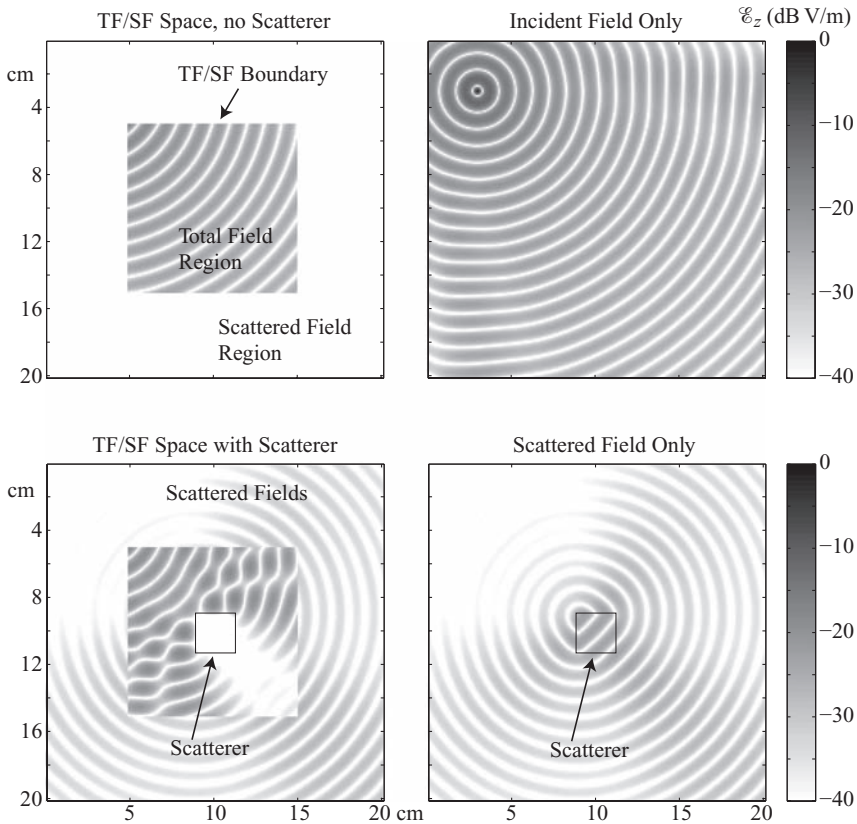 TF/SF Space, no Scatterer
Incident Field Only
ℰz (dB V/m)
cm
4
8
12
16
20
TF/SF Boundary
Total Field
Region
Scattered Field
Region
0
−10
−20
−30
−40
TF/SF Space with Scatterer
Scattered Field Only
cm
4
8
12
16
20
Scattered Fields
Scatterer
Scatterer
0
−10
−20
−30
−40
5
10
15
20 cm
5
10
15
20